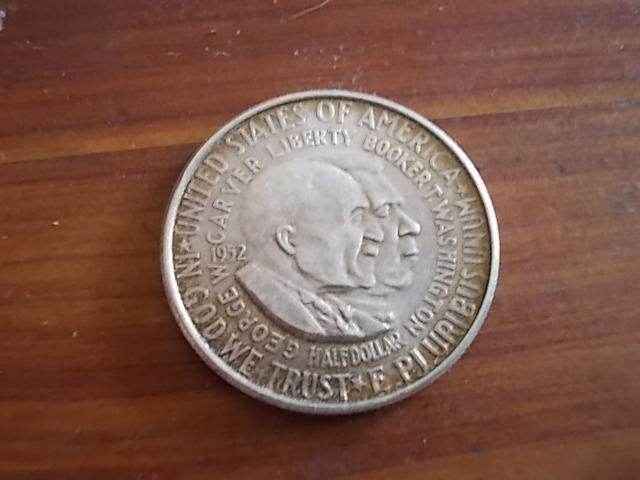 UNITED STATES OF AMERICA
E PLURIBUS UNUM
IN GOD WE TRUST
GEORGE W CARVER
LIBERTY
BOOKER T. WASHINGTON
1952
HALF DOLLAR